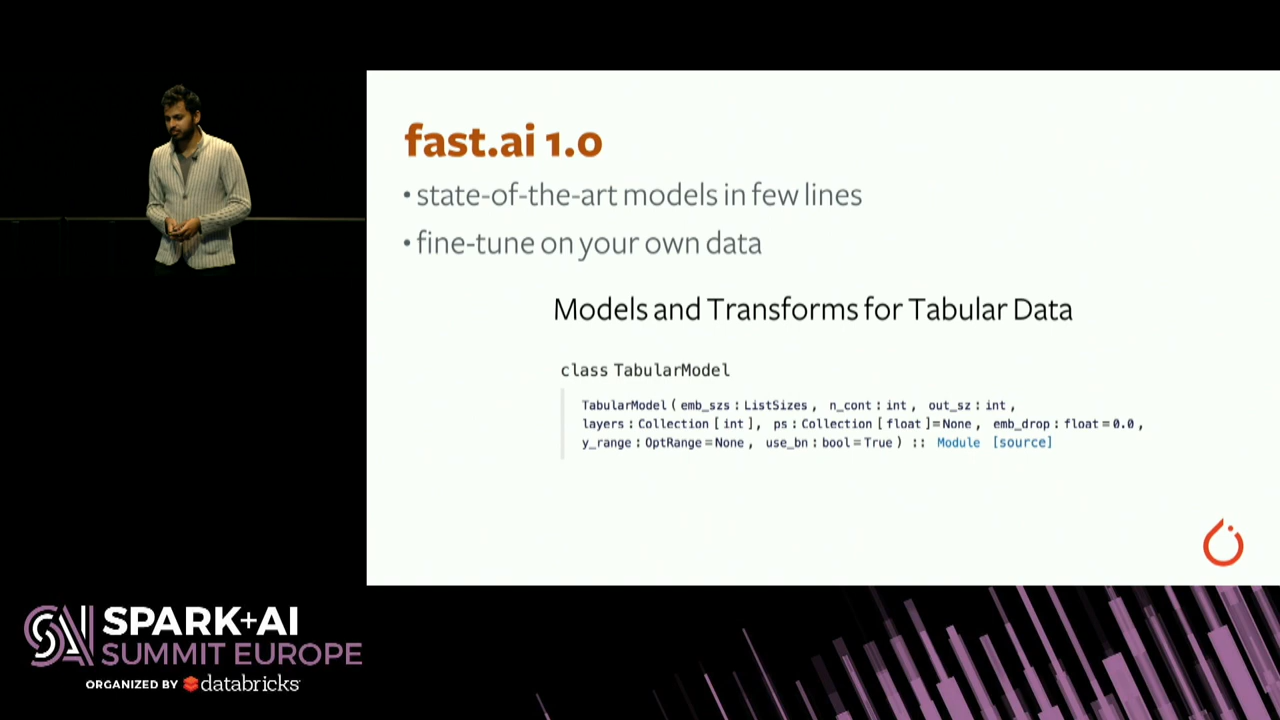 fast.ai 1.0
• state-of-the-art models in few lines
• fine-tune on your own data
Models and Transforms for Tabular Data
class TabularModel
TabularModel ( emb_szs : ListSizes , n_cont : int , out_sz : int ,
layers : Collection [ int ], ps : Collection [ float ]=None , emb_drop : float = 0.0 ,
y_range : OptRange = None , use_bn : bool = True ) :: Module [source]
SAI SPARK+AI
SUMMIT EUROPE
ORGANIZED BY databricks